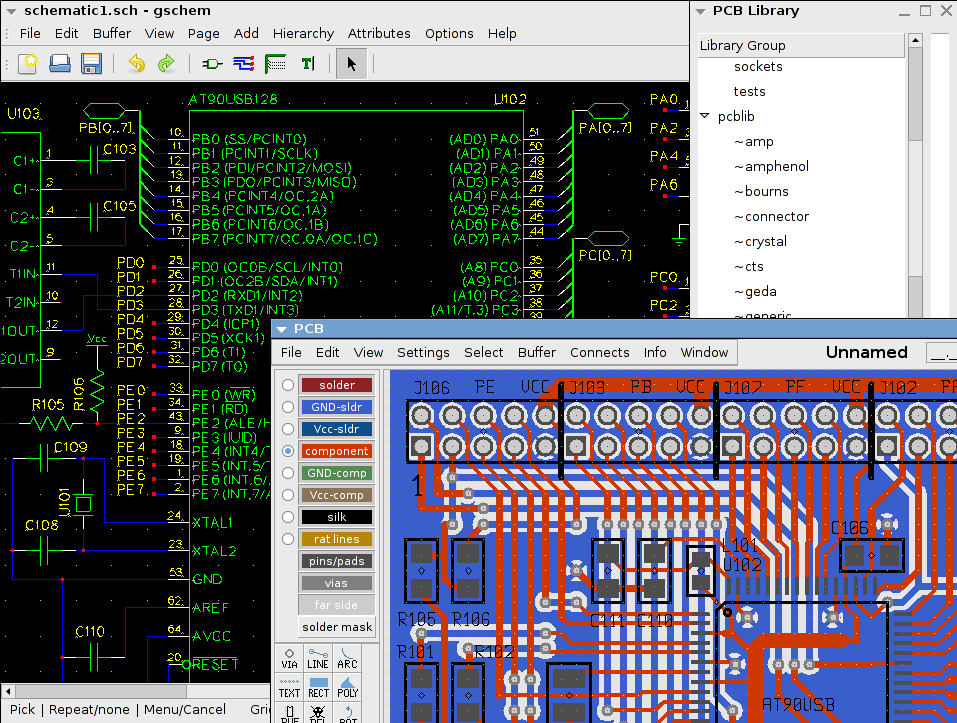 schematic1.sch - gschem
File Edit Buffer View Page Add Hierarchy Attributes Options Help
AT90USB128
U102
U103
PB[0..7]
PA[0..7]
PC[0..7]
C1+ 1
C1- 3
C2+ 4
C2- 5
T1IN 11
T2IN 10
1OUT 12
2OUT 9
C103
C105
10 PB0 (SS/PCINT0)
11 PB1 (PCINT1/SCLK)
12 PB2 (PDI/PCINT2/MOSI)
13 PB3 (PDO/PCINT3/MISO)
14 PB4 (PCINT4/OC.2A)
15 PB5 (PCINT5/OC.1A)
16 PB6 (PCINT6/OC.1B)
17 PB7 (PCINT7/OC.0A/OC.1C)
(AD0) PA0 51
(AD1) PA1 50
(AD2) PA2 49
(AD3) PA3 48
(AD4) PA4 47
(AD5) PA5 46
(AD6) PA6 45
(AD7) PA7 44
PD0 25 PD0 (OC0B/SCL/INT0)
PD1 26 PD1 (OC2B/SDA/INT1)
PD2 27 PD2 (RXD1/INT2)
PD3 28 PD3 (TXD1/INT3)
PD4 29 PD4 (ICP1)
PD5 30 PD5 (XCK1)
PD6 31 PD6 (T1)
PD7 32 PD7 (T0)
(A8) PC0 35
(A9) PC1 36
(A10) PC2 37
(A11/T.3) PC3 38
39
PE0 33 PE0 (WR)
PE1 34 PE1 (RD)
PE2 43 PE2 (ALE/H
PE3 9 PE3 (IUID)
PE4 18 PE4 (INT4/
PE5 19 PE5 (INT.5/
PE6 1 PE6 (INT.6/
PE7 2 PE7 (INT.7/
Vcc
R106
R105
C109
U101
C108
C110
24 XTAL1
23 XTAL2
53 GND
62 AREF
64 AVCC
20 RESET
PA0
PA2
PA4
PA6
PC0
PC2
Pick | Repeat/none | Menu/Cancel Gri
PCB Library
Library Group
sockets
tests
pcblib
~amp
~amphenol
~bourns
~connector
~crystal
~cts
~geda
~generic
PCB
File Edit View Settings Select Buffer Connects Info Window
Unnamed
solder
GND-sldr
Vcc-sldr
component
GND-comp
Vcc-comp
silk
rat lines
pins/pads
vias
far side
solder mask
VIA LINE ARC
TEXT RECT POLY
BUF DEL ROT
J106 PE VCC J103 PB VCC J107 PF VCC J102 PA
1
C106
L101
U102
R105 R106
C111 C110
R101 R102
AT90USB